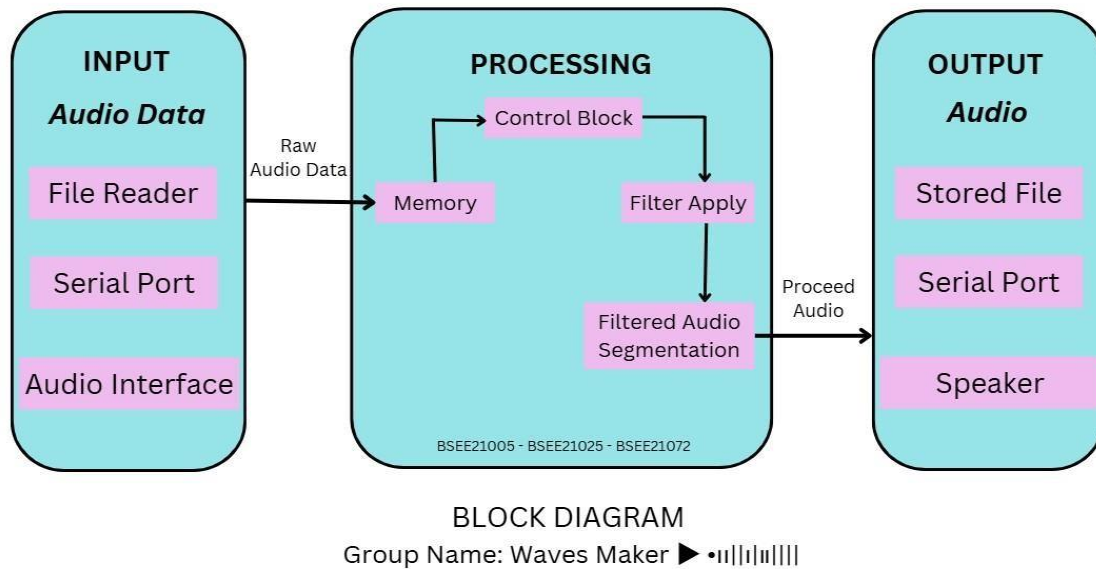 INPUT
Audio Data
File Reader
Serial Port
Audio Interface
Raw
Audio Data
PROCESSING
Control Block
Memory
Filter Apply
Filtered Audio
Segmentation
BSEE21005 - BSEE21025 - BSEE21072
Proceed
Audio
OUTPUT
Audio
Stored File
Serial Port
Speaker
BLOCK DIAGRAM
Group Name: Waves Maker